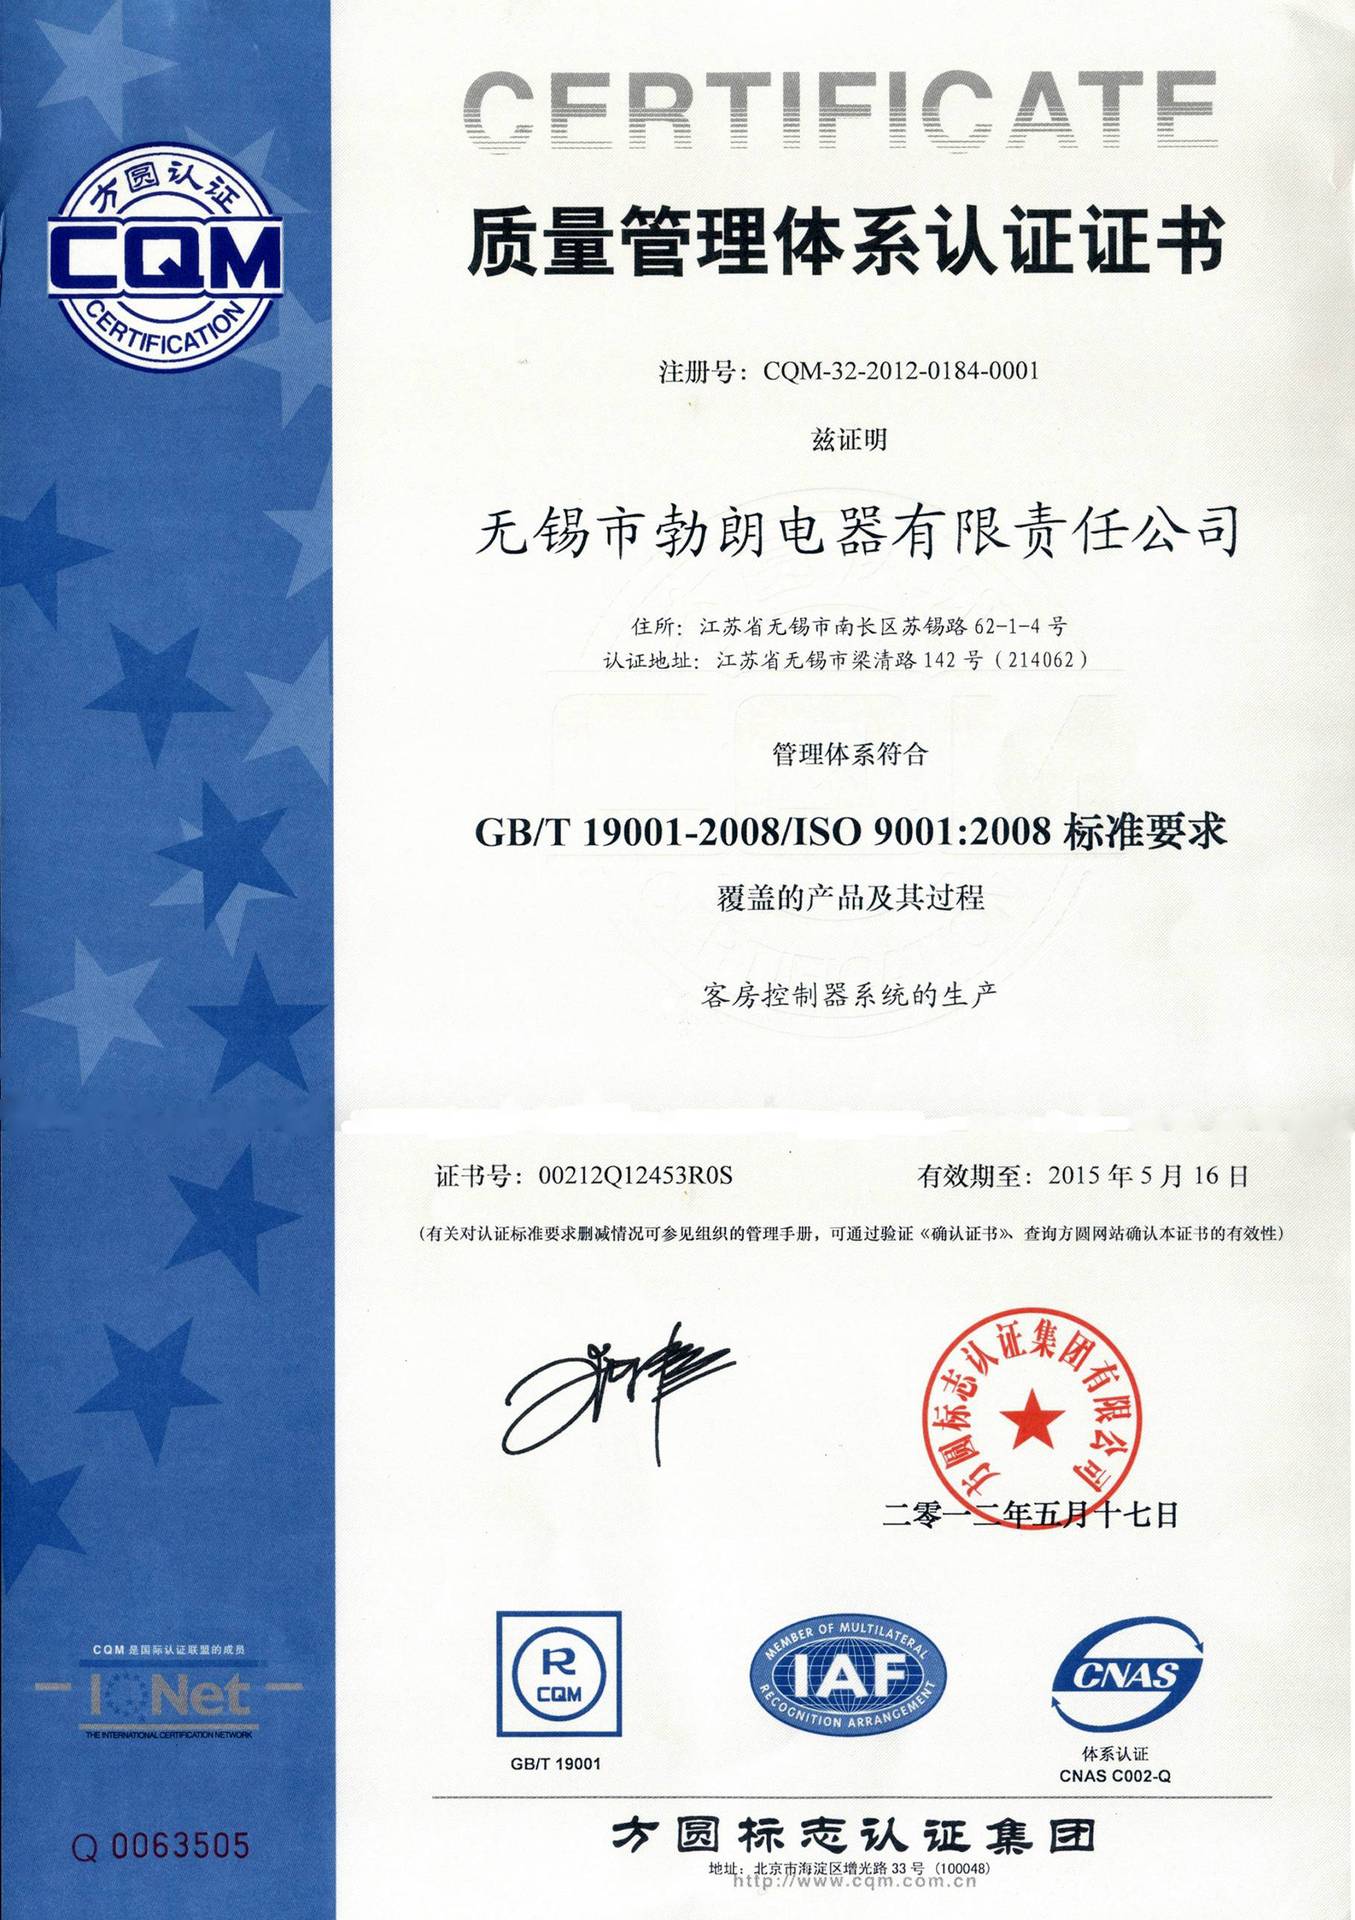 CERTIFICATE
方圆认证
CQM
CERTIFICATION
质量管理体系认证证书
注册号：CQM-32-2012-0184-0001
兹证明
无锡市勃朗电器有限责任公司
住所：江苏省无锡市南长区苏锡路 62-1-4 号
认证地址：江苏省无锡市梁清路 142 号（214062）
管理体系符合
GB/T 19001-2008/ISO 9001:2008 标准要求
覆盖的产品及其过程
客房控制器系统的生产
证书号：00212Q12453R0S
有效期至：2015 年 5 月 16 日
(有关对认证标准要求删减情况可参见组织的管理手册，可通过验证《确认证书》、查询方圆网站确认本证书的有效性)
方圆标志认证集团有限公司
二零一二年五月十七日
CQM 是国际认证联盟的成员
IQNet
THE INTERNATIONAL CERTIFICATION NETWORK
R
CQM
GB/T 19001
MEMBER OF MULTILATERAL
IAF
RECOGNITION ARRANGEMENT
CNAS
体系认证
CNAS C002-Q
Q 0063505
方圆标志认证集团
地址：北京市海淀区增光路 33 号 (100048)
http://www.cqm.com.cn